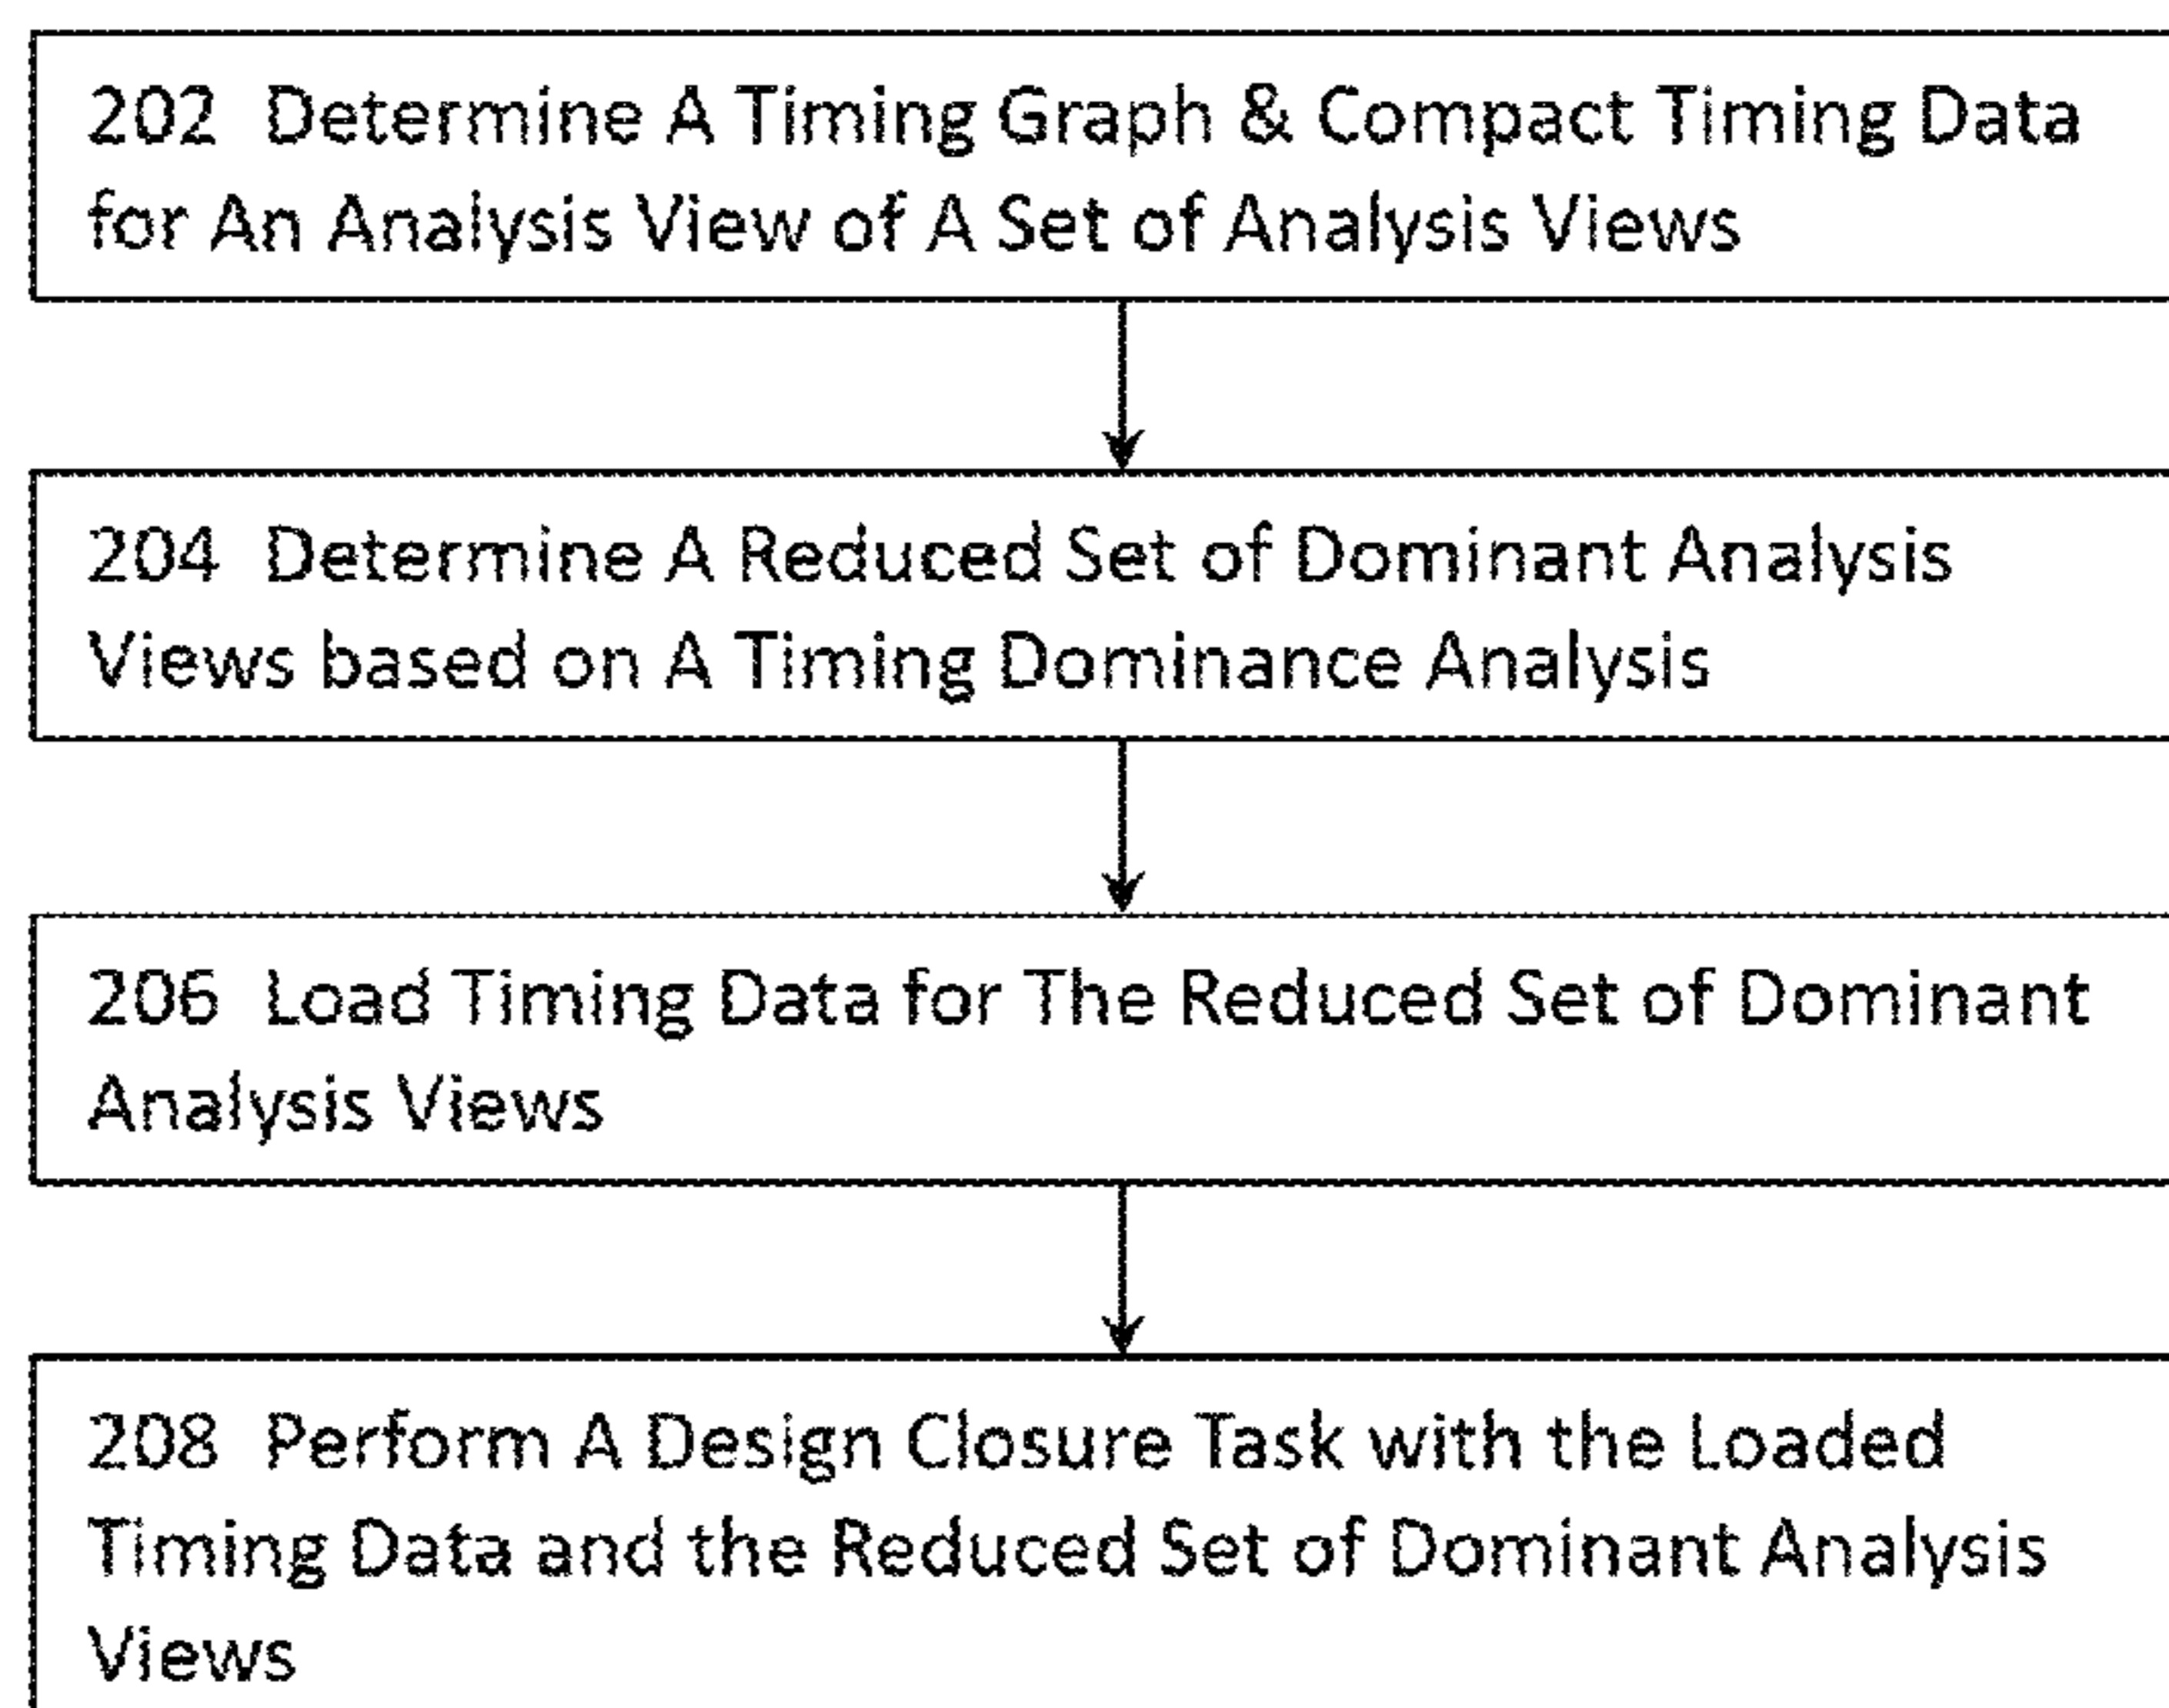 202 Determine A Timing Graph & Compact Timing Data
for An Analysis View of A Set of Analysis Views
204 Determine A Reduced Set of Dominant Analysis
Views based on A Timing Dominance Analysis
206 Load Timing Data for The Reduced Set of Dominant
Analysis Views
208 Perform A Design Closure Task with the Loaded
Timing Data and the Reduced Set of Dominant Analysis
Views